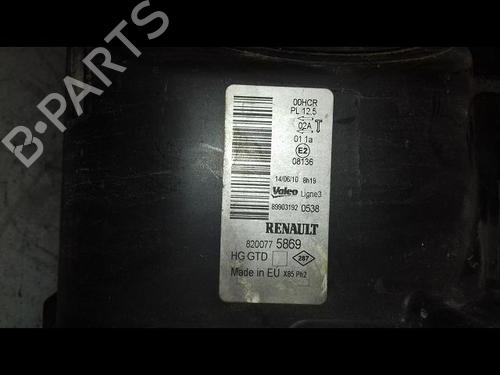 B-PARTS
00HCR
PL 12.5
02A T
01 1a
E2
08136
14/06/10 8h19
Valeo Ligne3
89903192 0538
RENAULT
820077 5869
HG GTD 287
Made in EU X85 Ph2